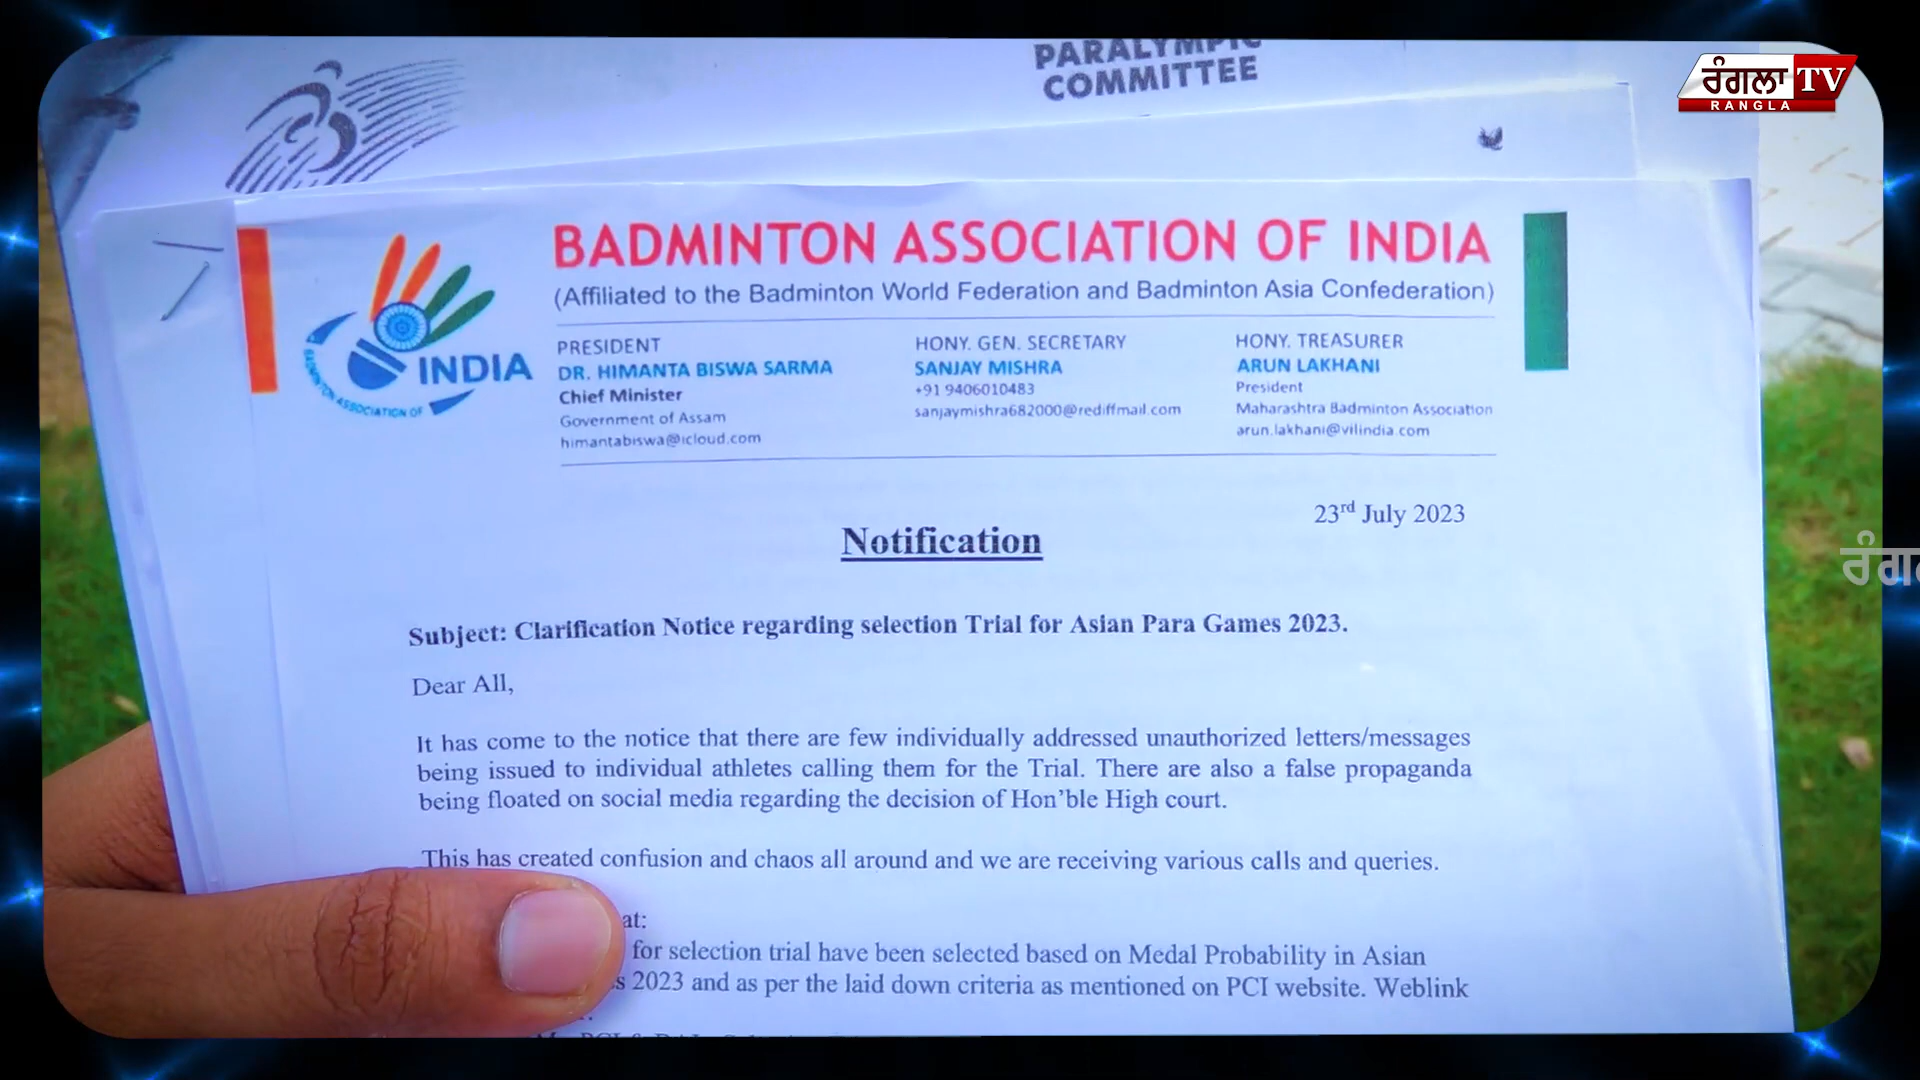 PARALYMPIC
COMMITTEE
ਰੰਗਲਾ TV
RANGLA
BADMINTON ASSOCIATION OF INDIA
(Affiliated to the Badminton World Federation and Badminton Asia Confederation)
INDIA
BADMINTON ASSOCIATION OF
PRESIDENT
DR. HIMANTA BISWA SARMA
Chief Minister
Government of Assam
himantabiswa@icloud.com
HONY. GEN. SECRETARY
SANJAY MISHRA
+91 9406010483
sanjaymishra682000@rediffmail.com
HONY. TREASURER
ARUN LAKHANI
President
Maharashtra Badminton Association
arun.lakhani@vilindia.com
23rd July 2023
Notification
Subject: Clarification Notice regarding selection Trial for Asian Para Games 2023.
Dear All,
It has come to the notice that there are few individually addressed unauthorized letters/messages
being issued to individual athletes calling them for the Trial. There are also a false propaganda
being floated on social media regarding the decision of Hon'ble High court.
This has created confusion and chaos all around and we are receiving various calls and queries.
at:
for selection trial have been selected based on Medal Probability in Asian
s 2023 and as per the laid down criteria as mentioned on PCI website. Weblink